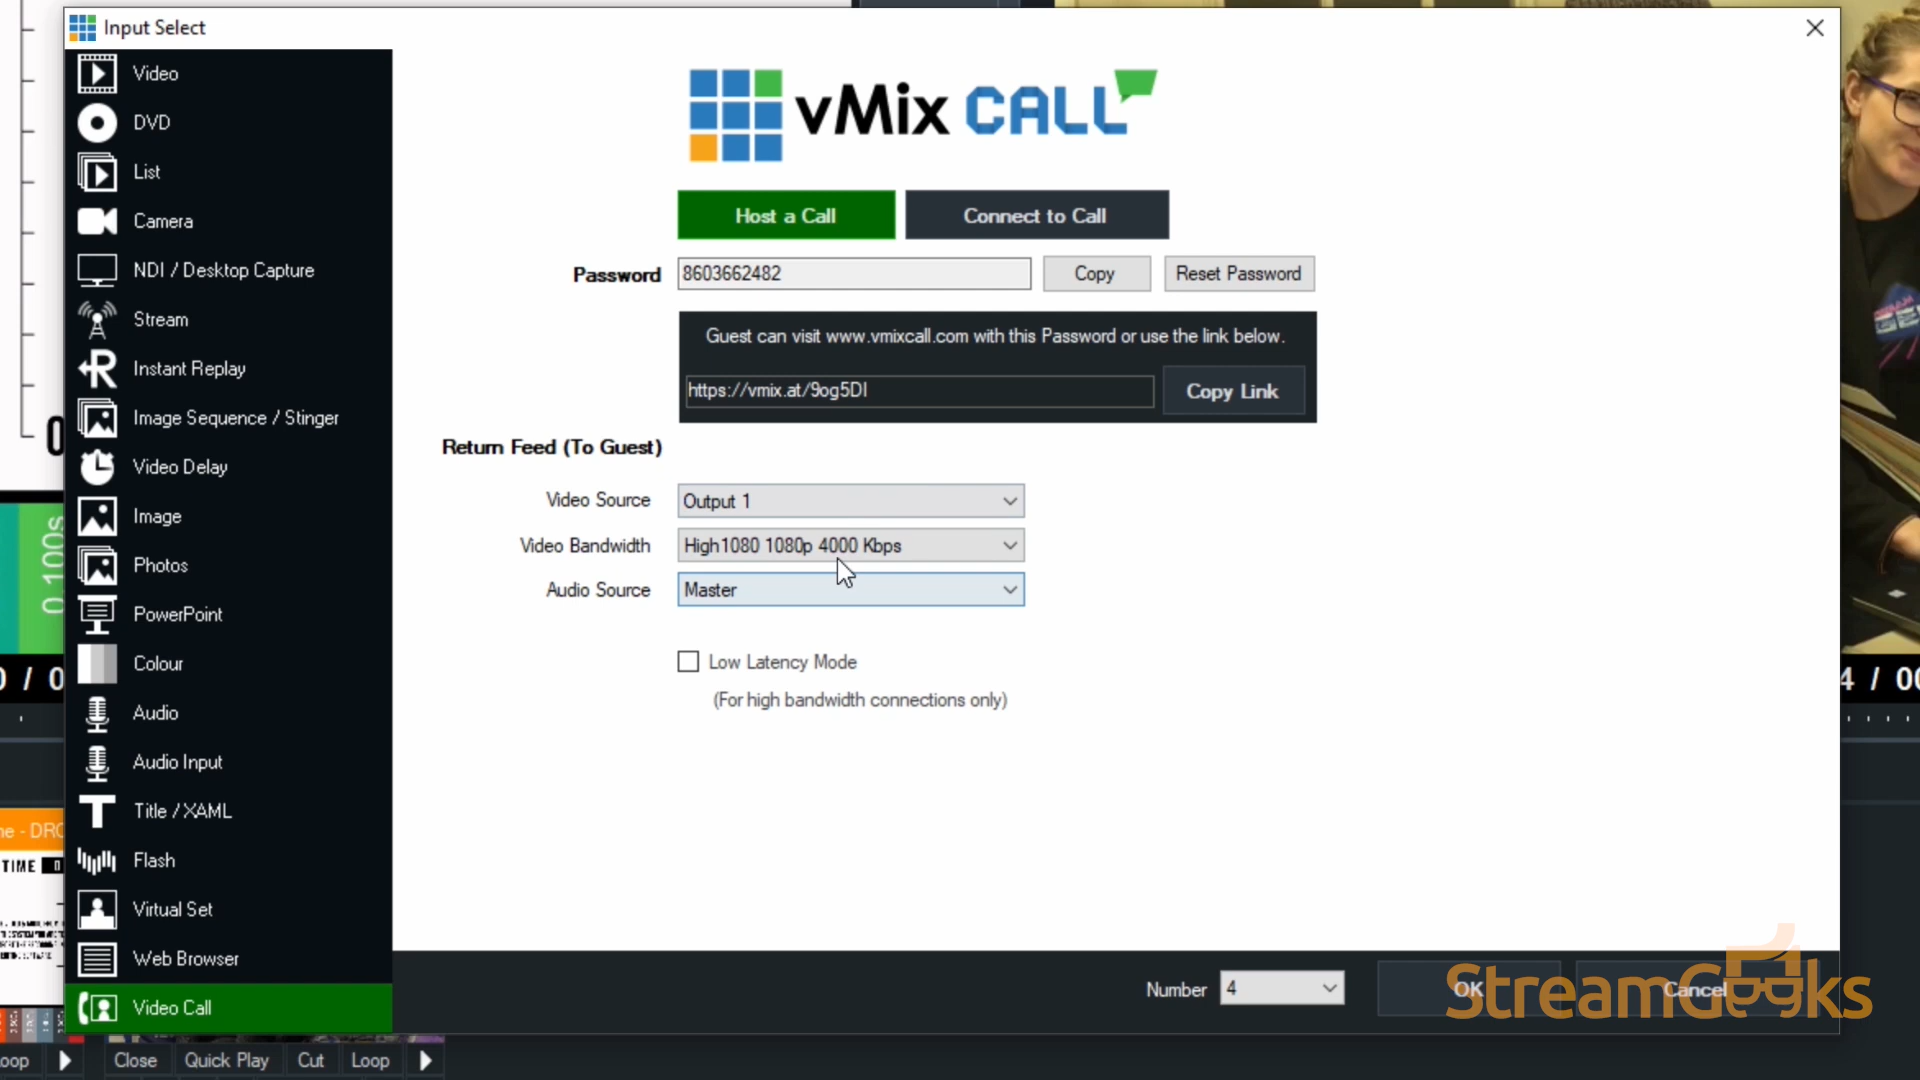 Input Select
Video
DVD
List
Camera
NDI / Desktop Capture
Stream
Instant Replay
Image Sequence / Stinger
Video Delay
Image
Photos
PowerPoint
Colour
Audio
Audio Input
Title / XAML
Flash
Virtual Set
Web Browser
Video Call
vMix CALL
Host a Call
Connect to Call
Password
8603662482
Copy
Reset Password
Guest can visit www.vmixcall.com with this Password or use the link below.
https://vmix.at/9og5DI
Copy Link
Return Feed (To Guest)
Video Source
Output 1
Video Bandwidth
High1080 1080p 4000 Kbps
Audio Source
Master
Low Latency Mode
(For high bandwidth connections only)
Number
4
OK
Cancel
StreamGeeks
0.100s
TIME
Close
Quick Play
Cut
Loop